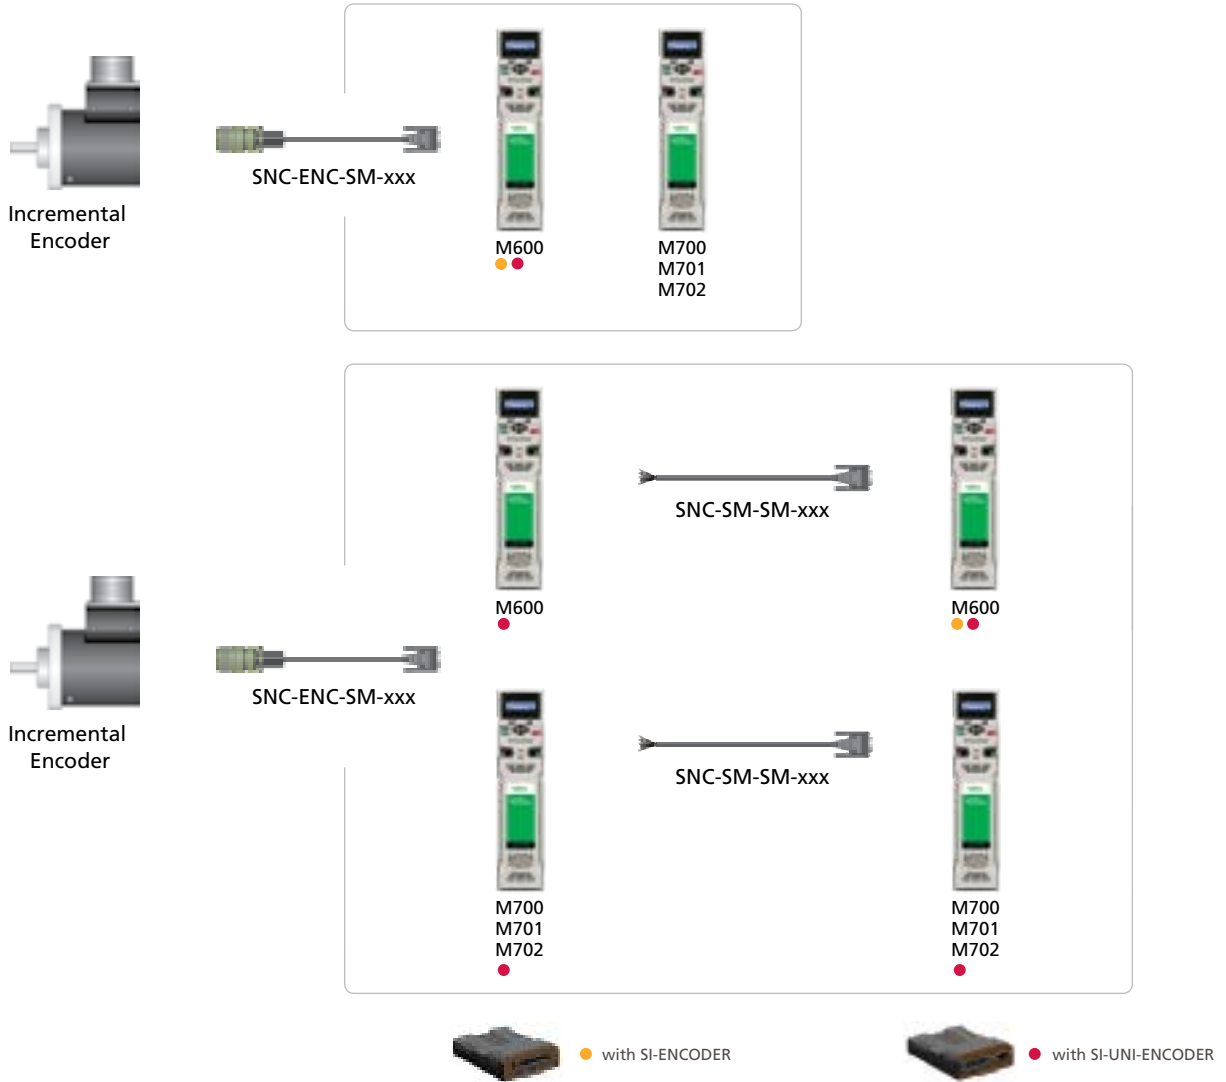 SNC-ENC-SM-xxx
Incremental
Encoder
M600
M700
M701
M702
SNC-SM-SM-xxx
M600
M600
SNC-ENC-SM-xxx
Incremental
Encoder
SNC-SM-SM-xxx
M700
M701
M702
M700
M701
M702
with SI-ENCODER
with SI-UNI-ENCODER